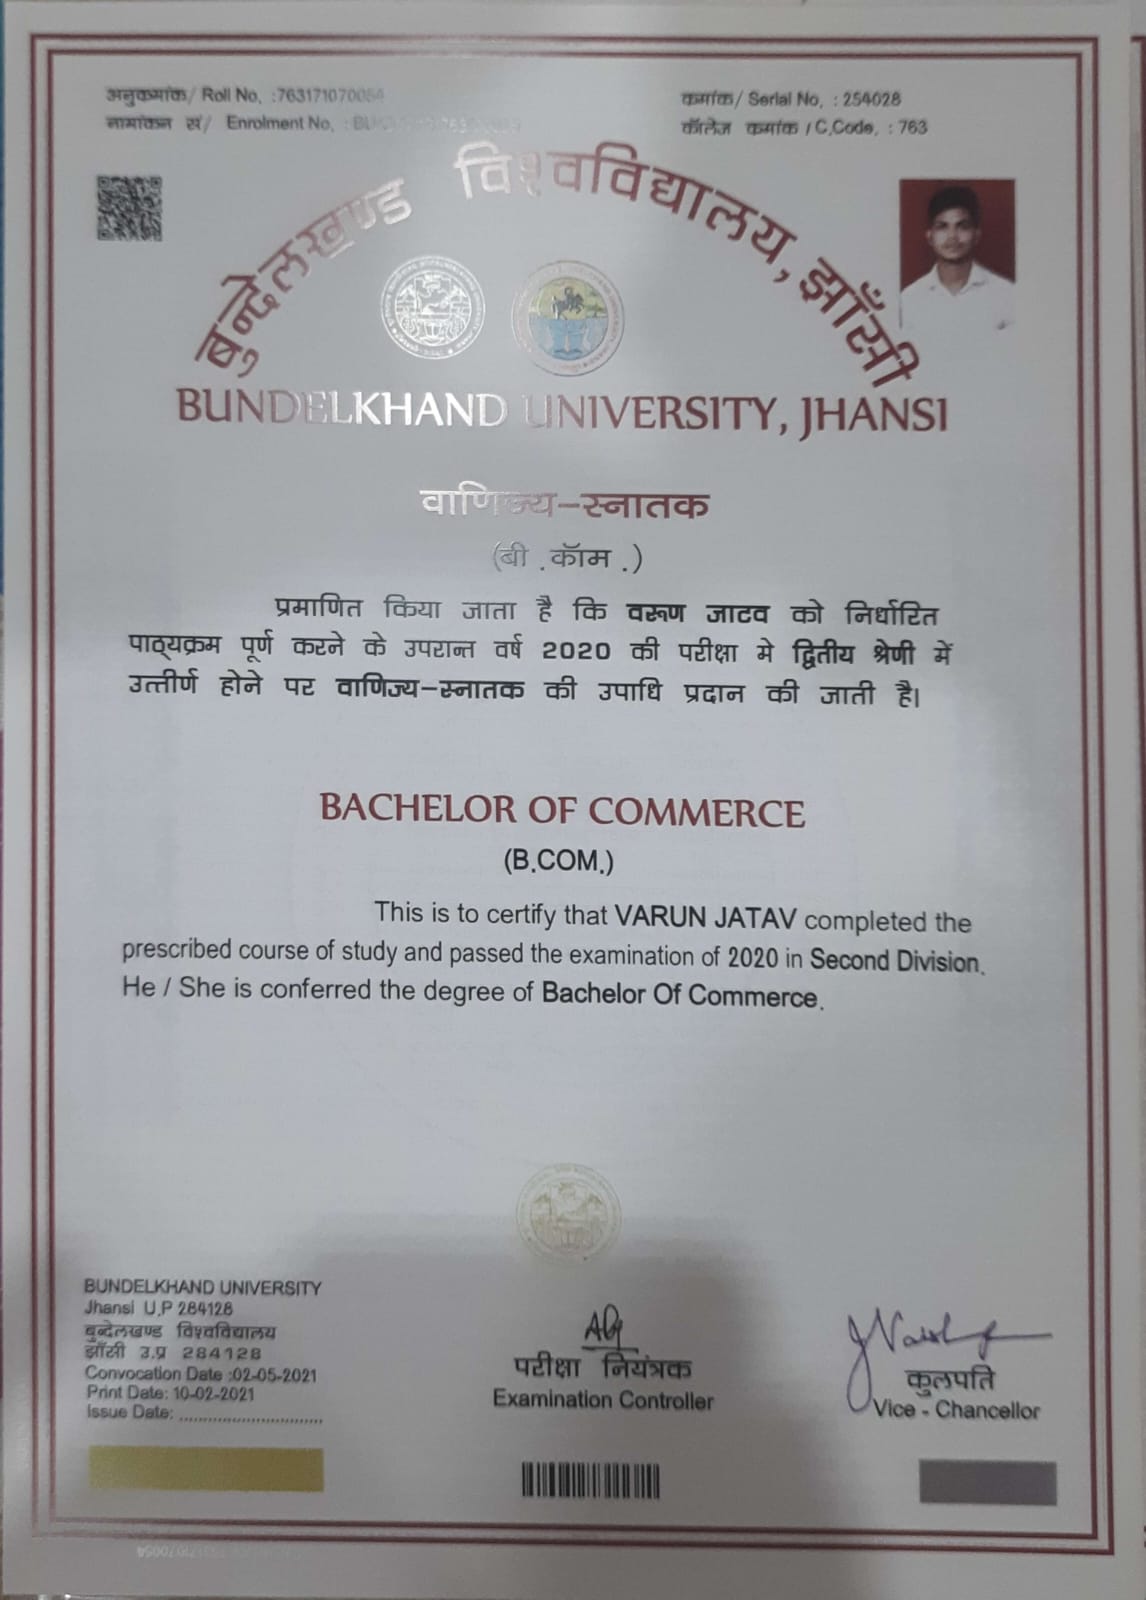 अनुक्रमांक/ Roll No. :763171070054
नामांकन सं/ Enrolment No. :
क्रमांक/ Serial No. : 254028
कॉलेज क्रमांक / C.Code. : 763
बुन्देलखण्ड विश्वविद्यालय, झाँसी
BUNDELKHAND UNIVERSITY, JHANSI
वाणिज्य-स्नातक
(बी .कॉम .)
प्रमाणित किया जाता है कि वरूण जाटव को निर्धारित
पाठ्यक्रम पूर्ण करने के उपरान्त वर्ष 2020 की परीक्षा मे द्वितीय श्रेणी में
उत्तीर्ण होने पर वाणिज्य-स्नातक की उपाधि प्रदान की जाती है।
BACHELOR OF COMMERCE
(B.COM.)
This is to certify that VARUN JATAV completed the
prescribed course of study and passed the examination of 2020 in Second Division.
He / She is conferred the degree of Bachelor Of Commerce.
BUNDELKHAND UNIVERSITY
Jhansi U.P 284128
बुन्देलखण्ड विश्वविद्यालय
झाँसी उ.प्र 284128
Convocation Date :02-05-2021
Print Date: 10-02-2021
Issue Date: ..............................
परीक्षा नियंत्रक
Examination Controller
कुलपति
Vice - Chancellor